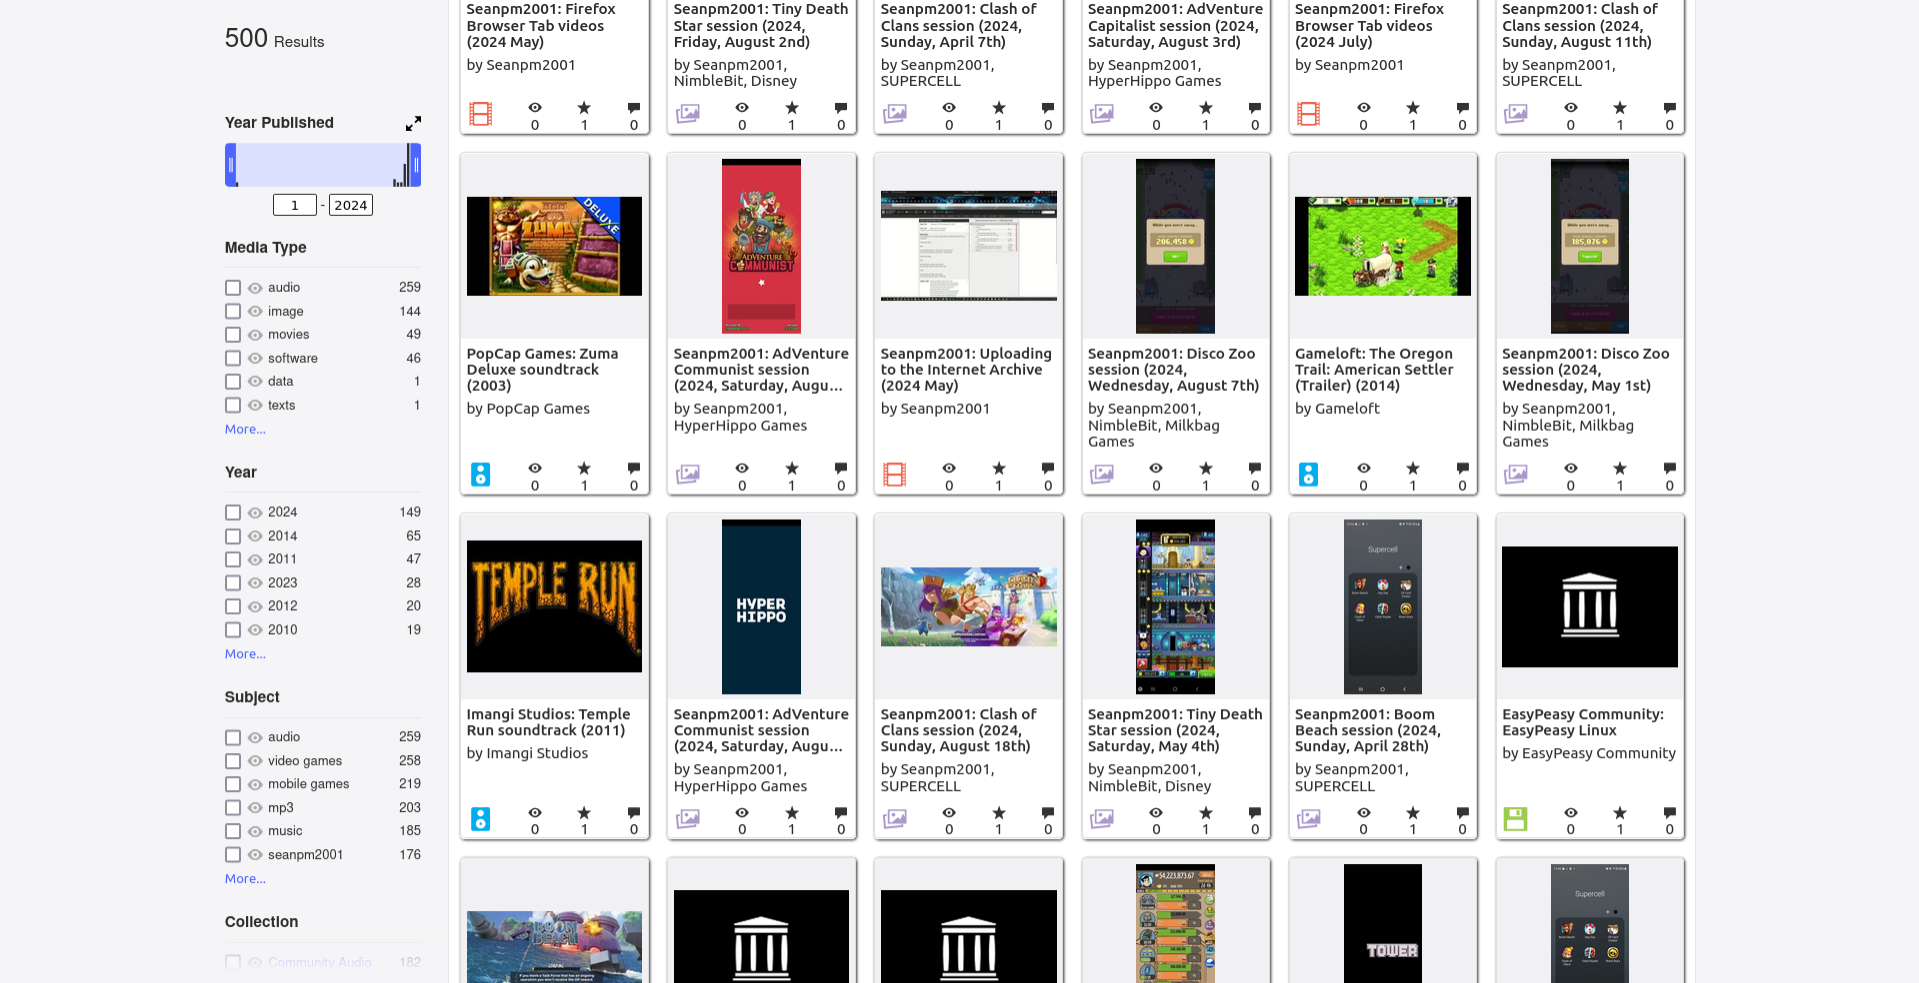 500 Results
Year Published
1 - 2024
Media Type
audio 259
image 144
movies 49
software 46
data 1
texts 1
More...
Year
2024 149
2014 65
2011 47
2023 28
2012 20
2010 19
More...
Subject
audio 259
video games 258
mobile games 219
mp3 203
music 185
seanpm2001 176
More...
Collection
Community Audio 182
Seanpm2001: Firefox
Browser Tab videos
(2024 May)
by Seanpm2001
0 1 0
Seanpm2001: Tiny Death
Star session (2024,
Friday, August 2nd)
by Seanpm2001,
NimbleBit, Disney
0 1 0
Seanpm2001: Clash of
Clans session (2024,
Sunday, April 7th)
by Seanpm2001,
SUPERCELL
0 1 0
Seanpm2001: AdVenture
Capitalist session (2024,
Saturday, August 3rd)
by Seanpm2001,
HyperHippo Games
0 1 0
Seanpm2001: Firefox
Browser Tab videos
(2024 July)
by Seanpm2001
0 1 0
Seanpm2001: Clash of
Clans session (2024,
Sunday, August 11th)
by Seanpm2001,
SUPERCELL
0 1 0
ZUMA
DELUXE
PopCap Games: Zuma
Deluxe soundtrack
(2003)
by PopCap Games
0 1 0
ADVENTURE
COMMUNIST
Seanpm2001: AdVenture
Communist session
(2024, Saturday, Augu...
by Seanpm2001,
HyperHippo Games
0 1 0
Seanpm2001: Uploading
to the Internet Archive
(2024 May)
by Seanpm2001
0 1 0
While you were away...
206,458
Seanpm2001: Disco Zoo
session (2024,
Wednesday, August 7th)
by Seanpm2001,
NimbleBit, Milkbag
Games
0 1 0
Gameloft: The Oregon
Trail: American Settler
(Trailer) (2014)
by Gameloft
0 1 0
While you were away...
105,076
Seanpm2001: Disco Zoo
session (2024,
Wednesday, May 1st)
by Seanpm2001,
NimbleBit, Milkbag
Games
0 1 0
TEMPLE RUN
Imangi Studios: Temple
Run soundtrack (2011)
by Imangi Studios
0 1 0
HYPER
HIPPO
Seanpm2001: AdVenture
Communist session
(2024, Saturday, Augu...
by Seanpm2001,
HyperHippo Games
0 1 0
Seanpm2001: Clash of
Clans session (2024,
Sunday, August 18th)
by Seanpm2001,
SUPERCELL
0 1 0
Seanpm2001: Tiny Death
Star session (2024,
Saturday, May 4th)
by Seanpm2001,
NimbleBit, Disney
0 1 0
Supercell
Seanpm2001: Boom
Beach session (2024,
Sunday, April 28th)
by Seanpm2001,
SUPERCELL
0 1 0
EasyPeasy Community:
EasyPeasy Linux
by EasyPeasy Community
0 1 0
BOOM
BEACH
54,223,873.67
TOWER
Supercell